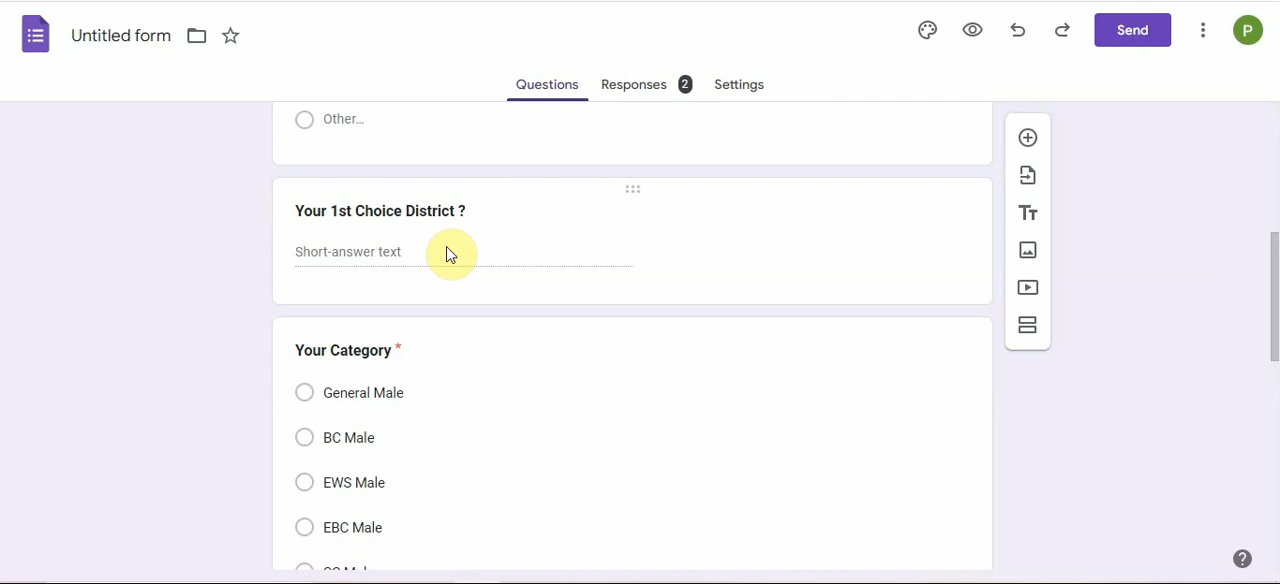 Untitled form
Send
P
Questions
Responses 2
Settings
Other...
Your 1st Choice District ?
Short-answer text
Your Category *
General Male
BC Male
EWS Male
EBC Male